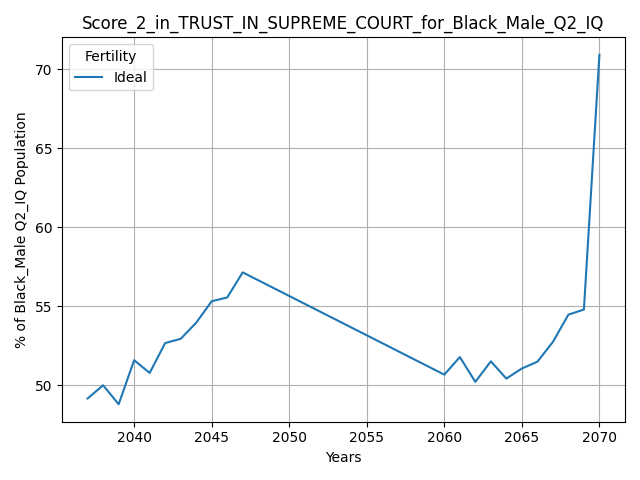 Score_2_in_TRUST_IN_SUPREME_COURT_for_Black_Male_Q2_IQ
Fertility
Ideal
% of Black_Male Q2_IQ Population
70
65
60
55
50
2040
2045
2050
2055
2060
2065
2070
Years